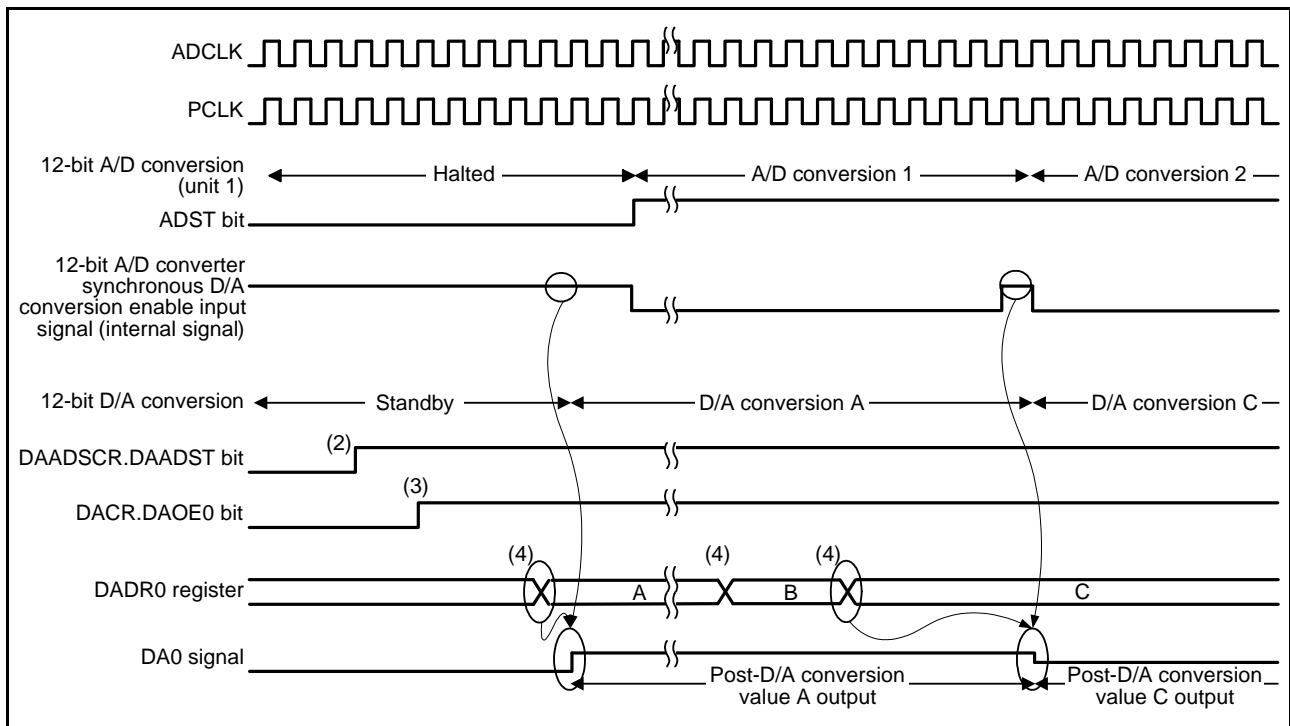 ADCLK
PCLK
12-bit A/D conversion
(unit 1)
Halted
A/D conversion 1
A/D conversion 2
ADST bit
12-bit A/D converter
synchronous D/A
conversion enable input
signal (internal signal)
12-bit D/A conversion
Standby
D/A conversion A
D/A conversion C
DAADSCR.DAADST bit
(2)
DACR.DAOE0 bit
(3)
(4)
(4)
(4)
DADR0 register
A
B
C
DA0 signal
Post-D/A conversion
value A output
Post-D/A conversion
value C output